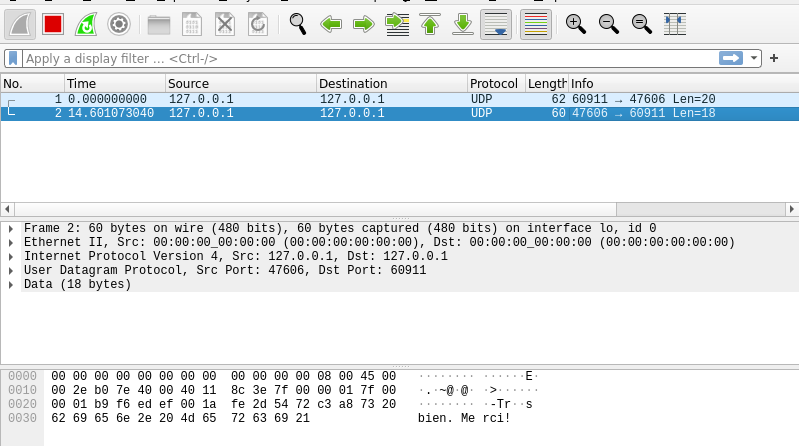 Apply a display filter … <Ctrl-/>
No. Time Source Destination Protocol Length Info
1 0.000000000 127.0.0.1 127.0.0.1 UDP 62 60911 → 47606 Len=20
2 14.601073040 127.0.0.1 127.0.0.1 UDP 60 47606 → 60911 Len=18
Frame 2: 60 bytes on wire (480 bits), 60 bytes captured (480 bits) on interface lo, id 0
Ethernet II, Src: 00:00:00_00:00:00 (00:00:00:00:00:00), Dst: 00:00:00_00:00:00 (00:00:00:00:00:00)
Internet Protocol Version 4, Src: 127.0.0.1, Dst: 127.0.0.1
User Datagram Protocol, Src Port: 47606, Dst Port: 60911
Data (18 bytes)
0000 00 00 00 00 00 00 00 00 00 00 00 00 08 00 45 00 ········ ······E·
0010 00 2e b0 7e 40 00 40 11 8c 3e 7f 00 00 01 7f 00 ·.·~@·@· ·>······
0020 00 01 b9 f6 ed ef 00 1a fe 2d 54 72 c3 a8 73 20 ········ ·-Tr··s
0030 62 69 65 6e 2e 20 4d 65 72 63 69 21 bien. Me rci!